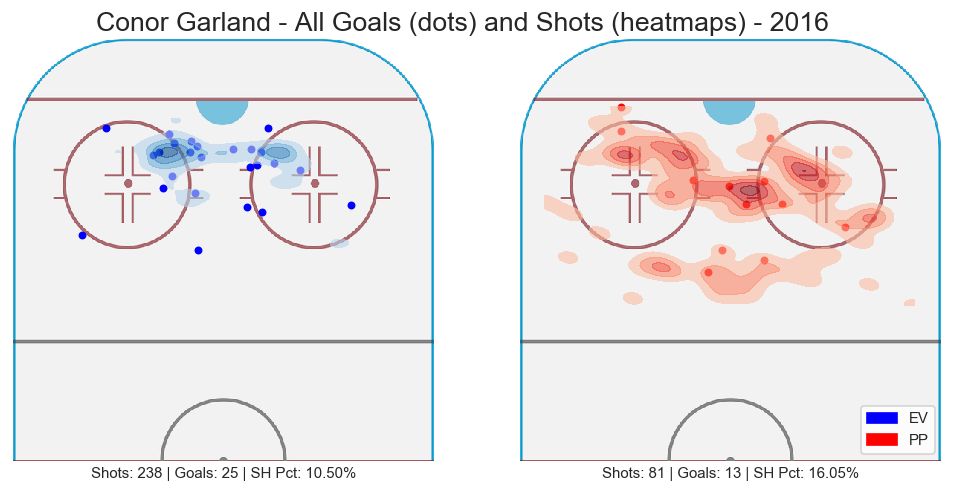 Conor Garland - All Goals (dots) and Shots (heatmaps) - 2016
EV
PP
Shots: 238 | Goals: 25 | SH Pct: 10.50%
Shots: 81 | Goals: 13 | SH Pct: 16.05%